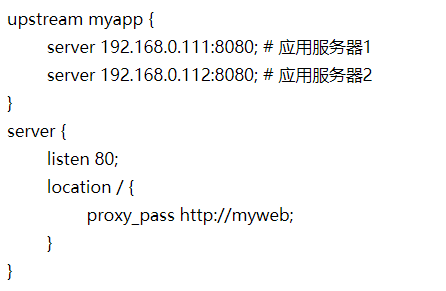 upstream myapp {
server 192.168.0.111:8080; # 应用服务器1
server 192.168.0.112:8080; # 应用服务器2
}
server {
listen 80;
location / {
proxy_pass http://myweb;
}
}